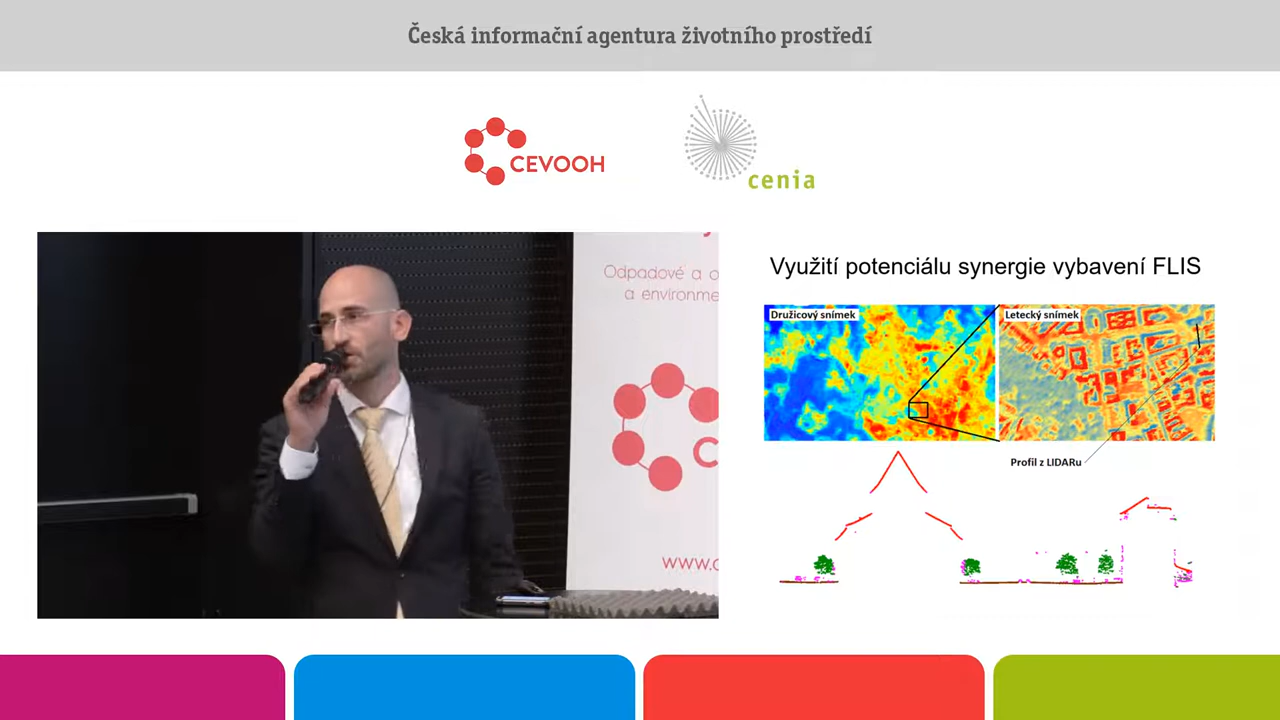 Česká informační agentura životního prostředí
CEVOOH
cenia
Odpadové a o
a environme
www.c
Využití potenciálu synergie vybavení FLIS
Družicový snímek
Letecký snímek
Profil z LIDARu